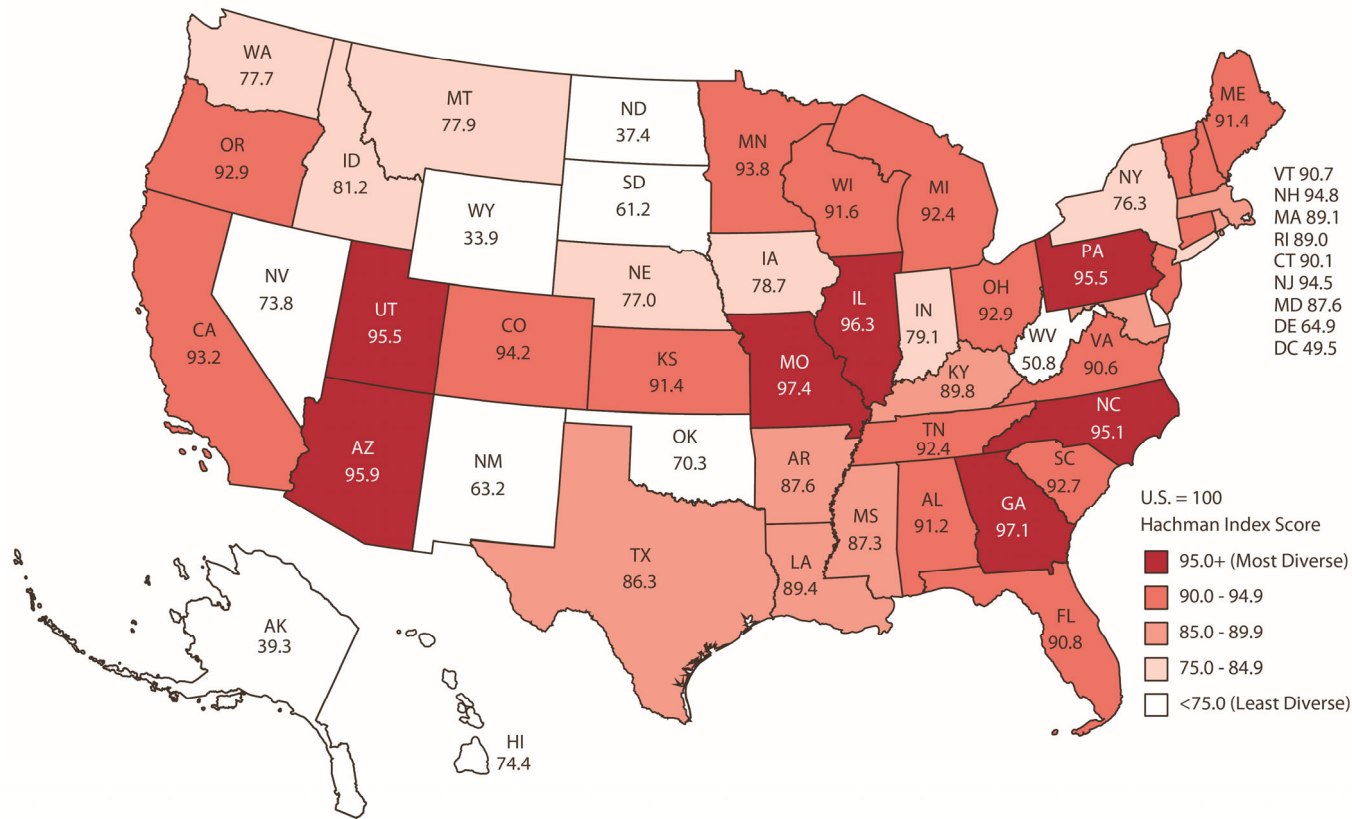 WA
77.7
OR
92.9
CA
93.2
ID
81.2
NV
73.8
MT
77.9
WY
33.9
UT
95.5
AZ
95.9
CO
94.2
NM
63.2
ND
37.4
SD
61.2
NE
77.0
KS
91.4
OK
70.3
TX
86.3
MN
93.8
IA
78.7
MO
97.4
AR
87.6
LA
89.4
WI
91.6
IL
96.3
MS
87.3
MI
92.4
IN
79.1
KY
89.8
TN
92.4
AL
91.2
OH
92.9
WV
50.8
GA
97.1
FL
90.8
SC
92.7
NC
95.1
VA
90.6
PA
95.5
NY
76.3
ME
91.4
VT 90.7
NH 94.8
MA 89.1
RI 89.0
CT 90.1
NJ 94.5
MD 87.6
DE 64.9
DC 49.5
AK
39.3
HI
74.4
U.S. = 100
Hachman Index Score
95.0+ (Most Diverse)
90.0 - 94.9
85.0 - 89.9
75.0 - 84.9
<75.0 (Least Diverse)